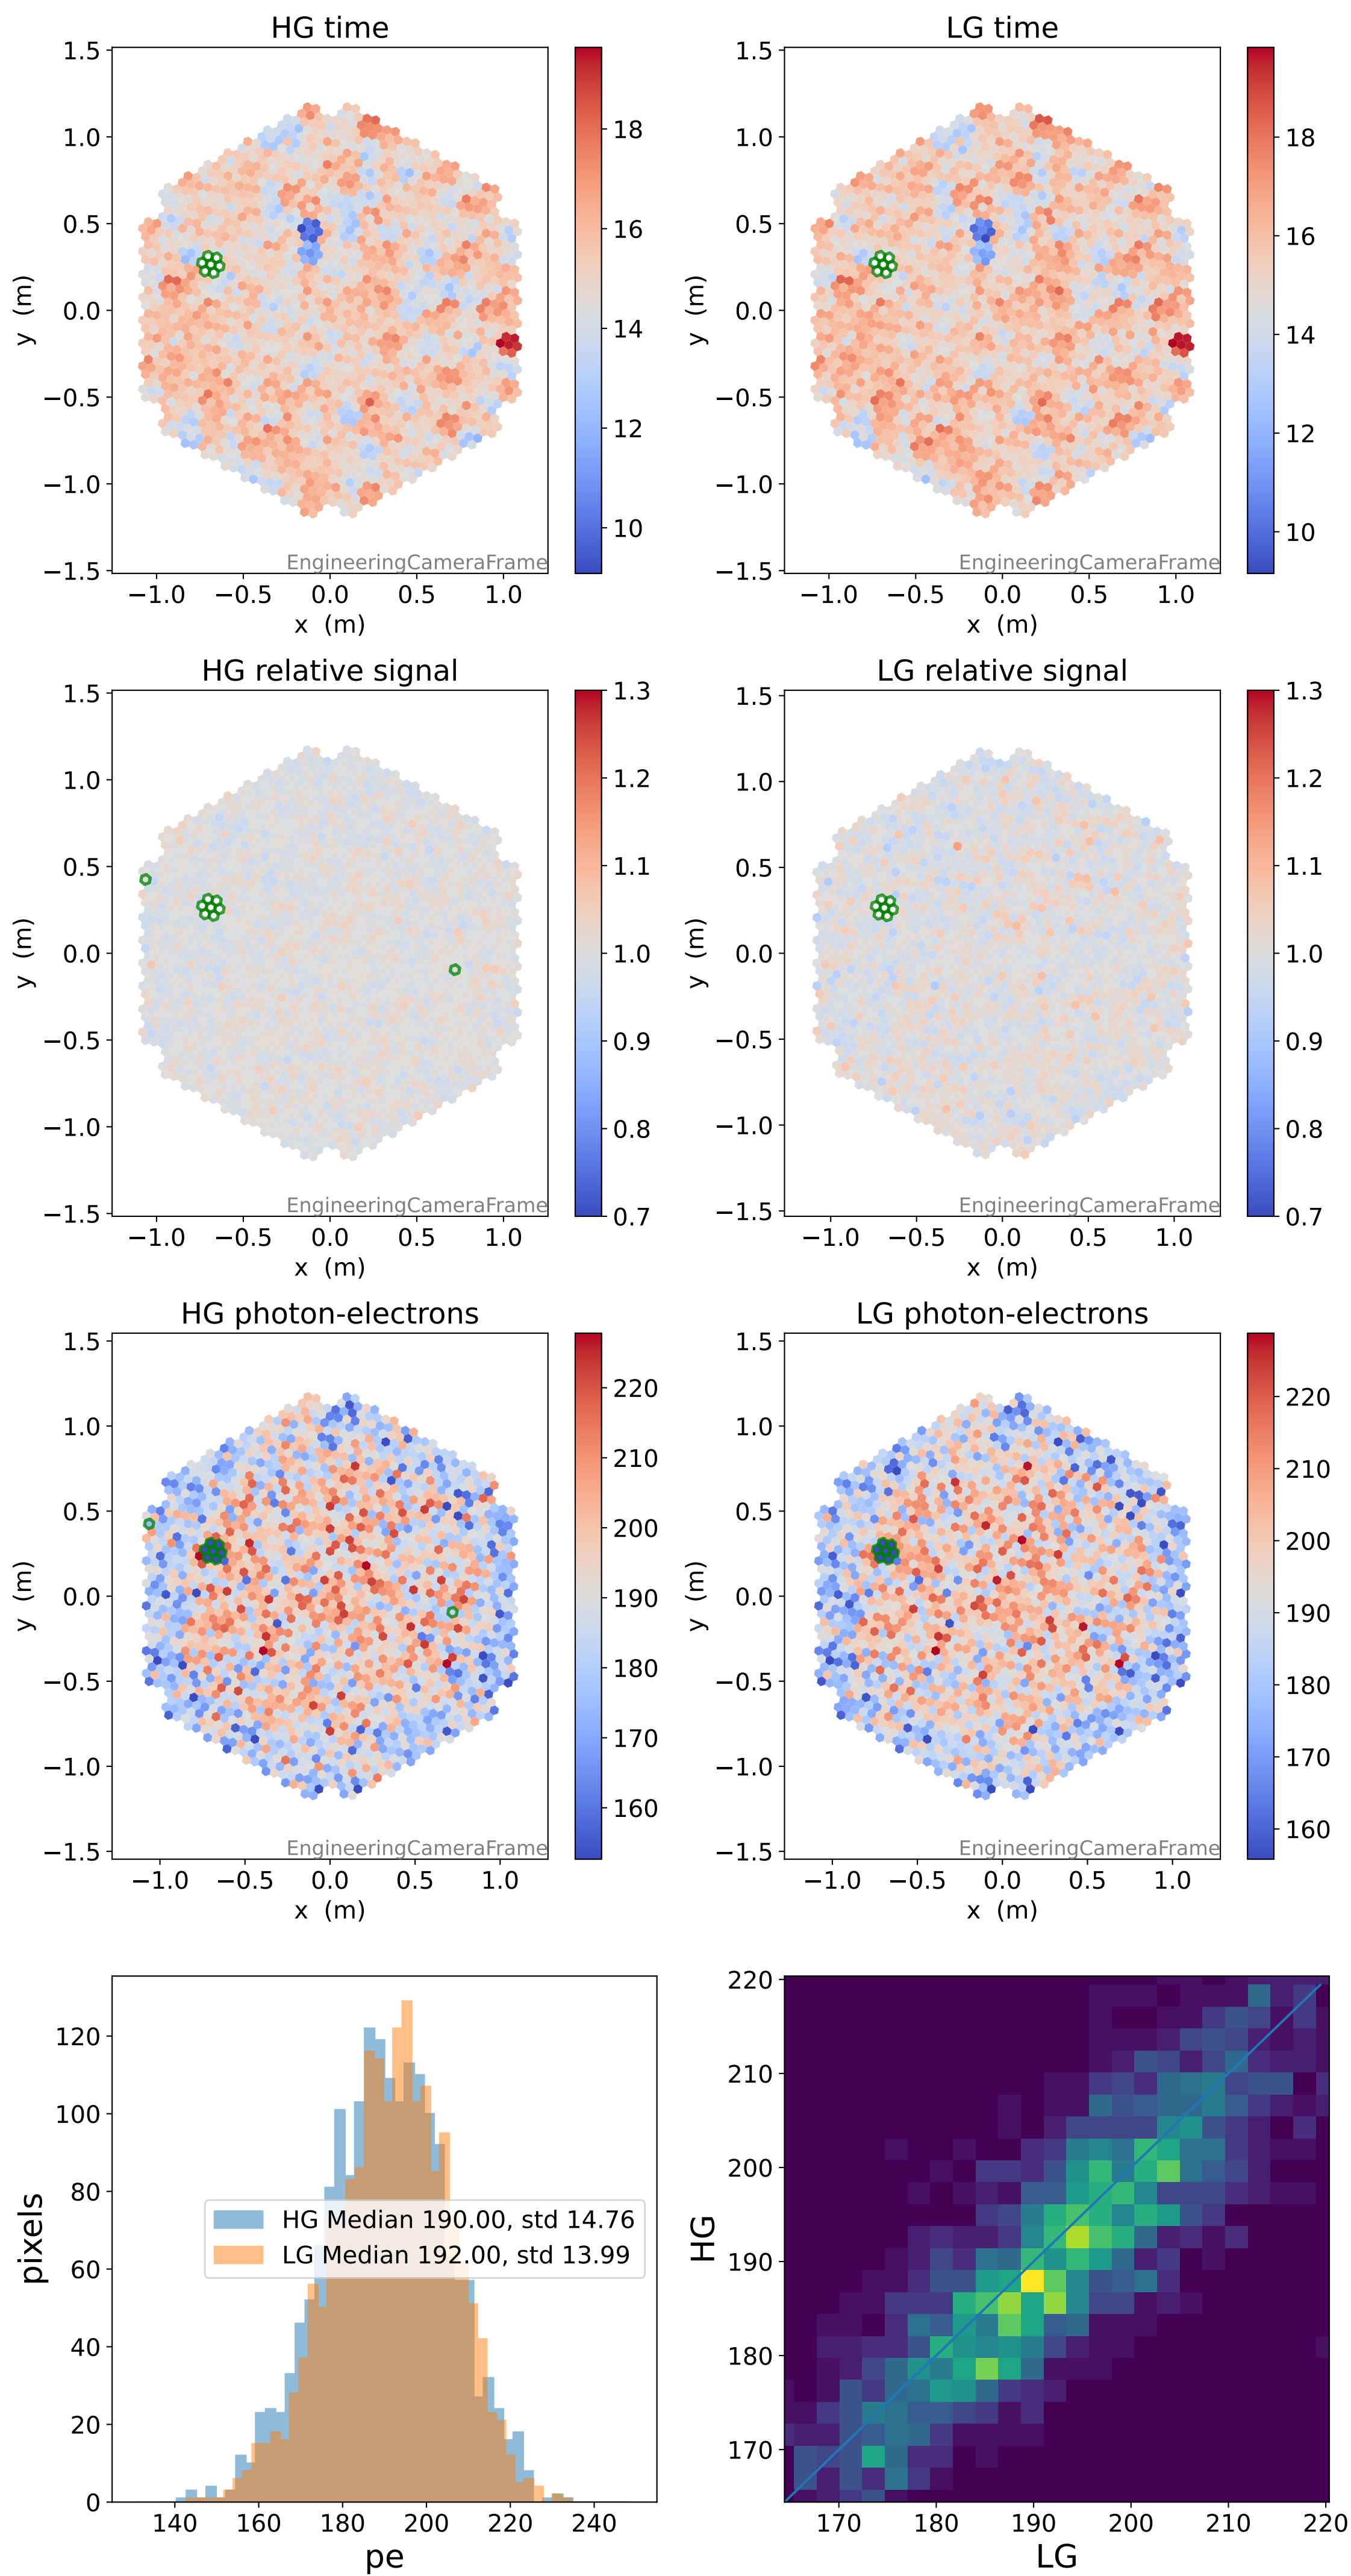 HG time
LG time
1.5
1.0
0.5
0.0
−0.5
−1.0
−1.5
y (m)
18
16
14
12
10
EngineeringCameraFrame
−1.0 −0.5 0.0 0.5 1.0
x (m)
1.5
1.0
0.5
0.0
−0.5
−1.0
−1.5
y (m)
18
16
14
12
10
EngineeringCameraFrame
−1.0 −0.5 0.0 0.5 1.0
x (m)
HG relative signal
LG relative signal
1.5
1.0
0.5
0.0
−0.5
−1.0
−1.5
y (m)
1.3
1.2
1.1
1.0
0.9
0.8
0.7
EngineeringCameraFrame
−1.0 −0.5 0.0 0.5 1.0
x (m)
1.5
1.0
0.5
0.0
−0.5
−1.0
−1.5
y (m)
1.3
1.2
1.1
1.0
0.9
0.8
0.7
EngineeringCameraFrame
−1.0 −0.5 0.0 0.5 1.0
x (m)
HG photon-electrons
LG photon-electrons
1.5
1.0
0.5
0.0
−0.5
−1.0
−1.5
y (m)
220
210
200
190
180
170
160
EngineeringCameraFrame
−1.0 −0.5 0.0 0.5 1.0
x (m)
1.5
1.0
0.5
0.0
−0.5
−1.0
−1.5
y (m)
220
210
200
190
180
170
160
EngineeringCameraFrame
−1.0 −0.5 0.0 0.5 1.0
x (m)
120
100
80
60
40
20
0
pixels
HG Median 190.00, std 14.76
LG Median 192.00, std 13.99
140 160 180 200 220 240
pe
220
210
200
190
180
170
HG
170 180 190 200 210 220
LG